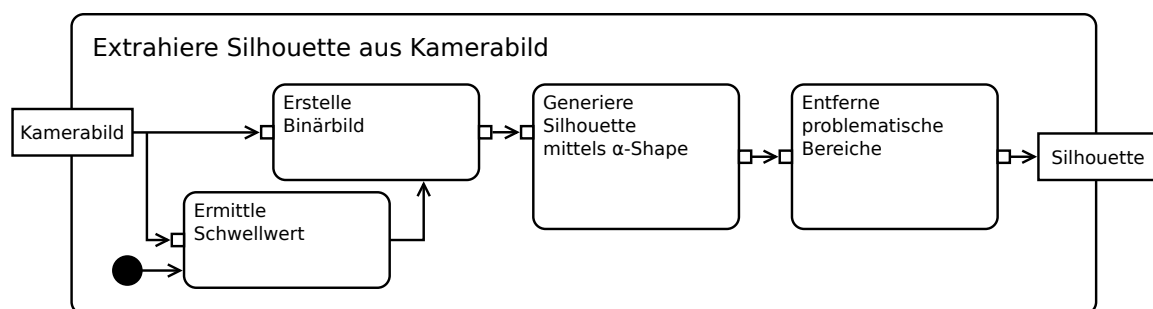 Extrahiere Silhouette aus Kamerabild
Kamerabild
Erstelle
Binärbild
Ermittle
Schwellwert
Generiere
Silhouette
mittels α-Shape
Entferne
problematische
Bereiche
Silhouette